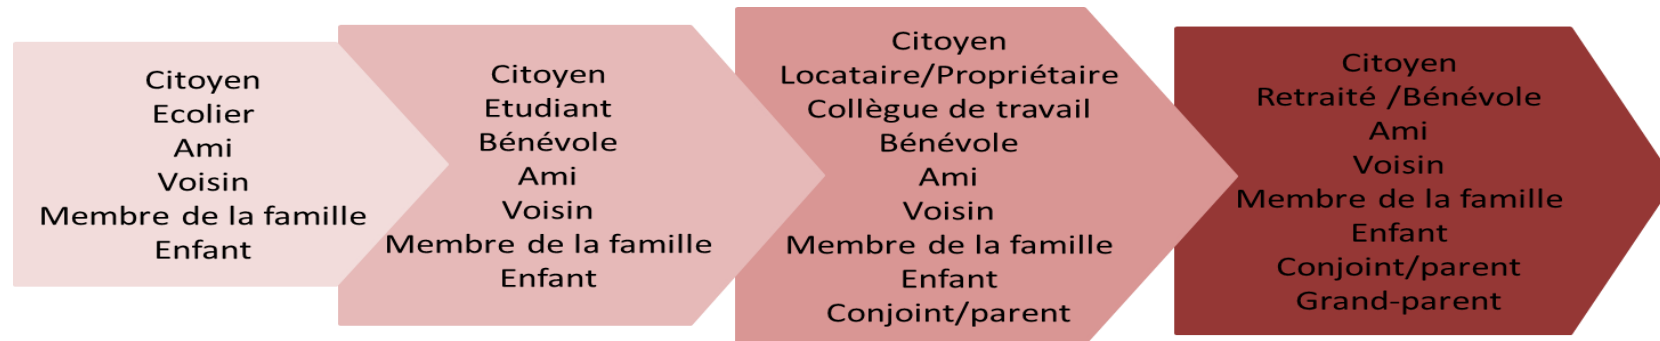 Citoyen
Ecolier
Ami
Voisin
Membre de la famille
Enfant
Citoyen
Etudiant
Bénévole
Ami
Voisin
Membre de la famille
Enfant
Citoyen
Locataire/Propriétaire
Collègue de travail
Bénévole
Ami
Voisin
Membre de la famille
Enfant
Conjoint/parent
Citoyen
Retraité /Bénévole
Ami
Voisin
Membre de la famille
Enfant
Conjoint/parent
Grand-parent